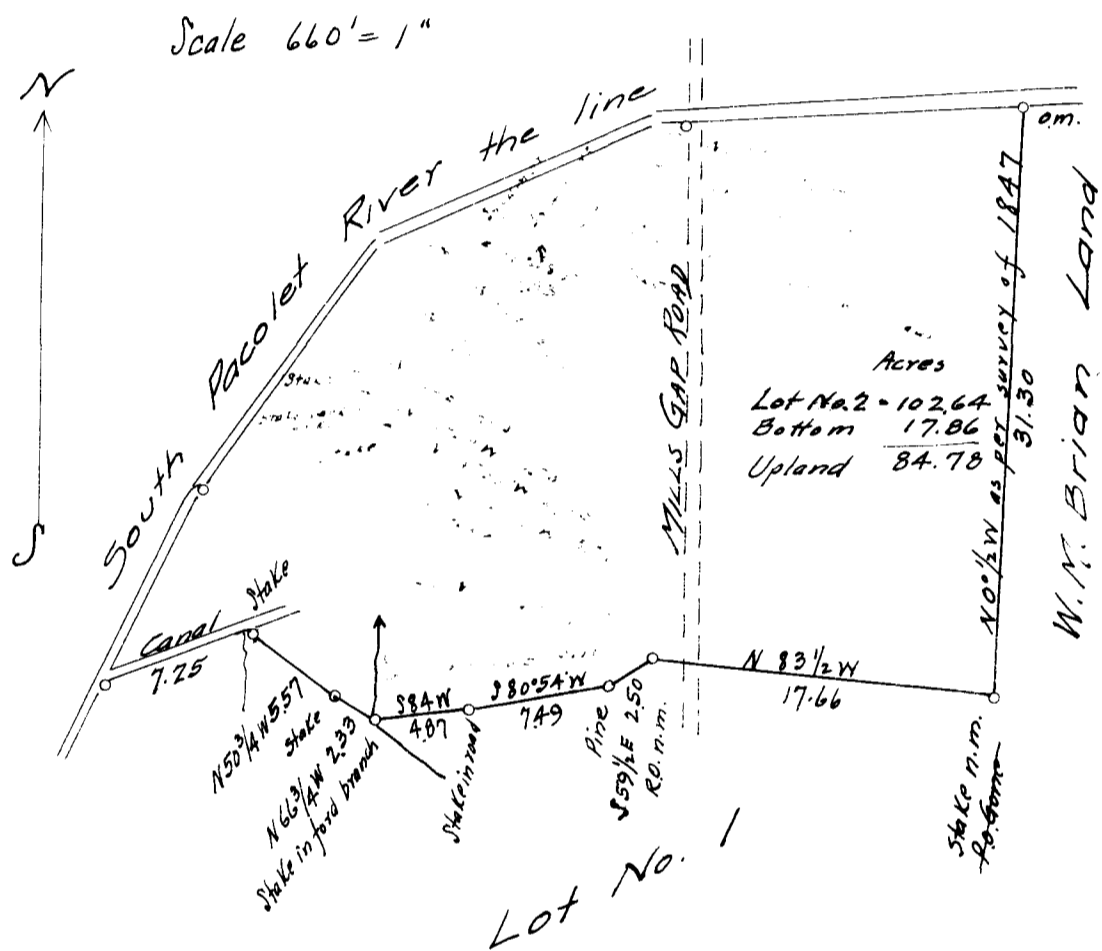 Scale 660' = 1"
N
S
South Pacolet River the line
o.m.
MILLS GAP ROAD
N 0° 1/2 W as per survey of 1847
31.30
W. N. Brian Land
Acres
Lot No. 2 - 102.64
Bottom 17.86
Upland 84.78
Stake
Canal
7.25
Stake
N 50 3/4 W 5.57
Stake
N 66 3/4 W 2.33
Stake in ford branch
S 84 W
4.87
Stake in road
S 80° 54' W
7.49
Pine
S 59 1/2 E 2.50
R.O. n.m.
N 83 1/2 W
17.66
Stake n.m.
Lot No. 1